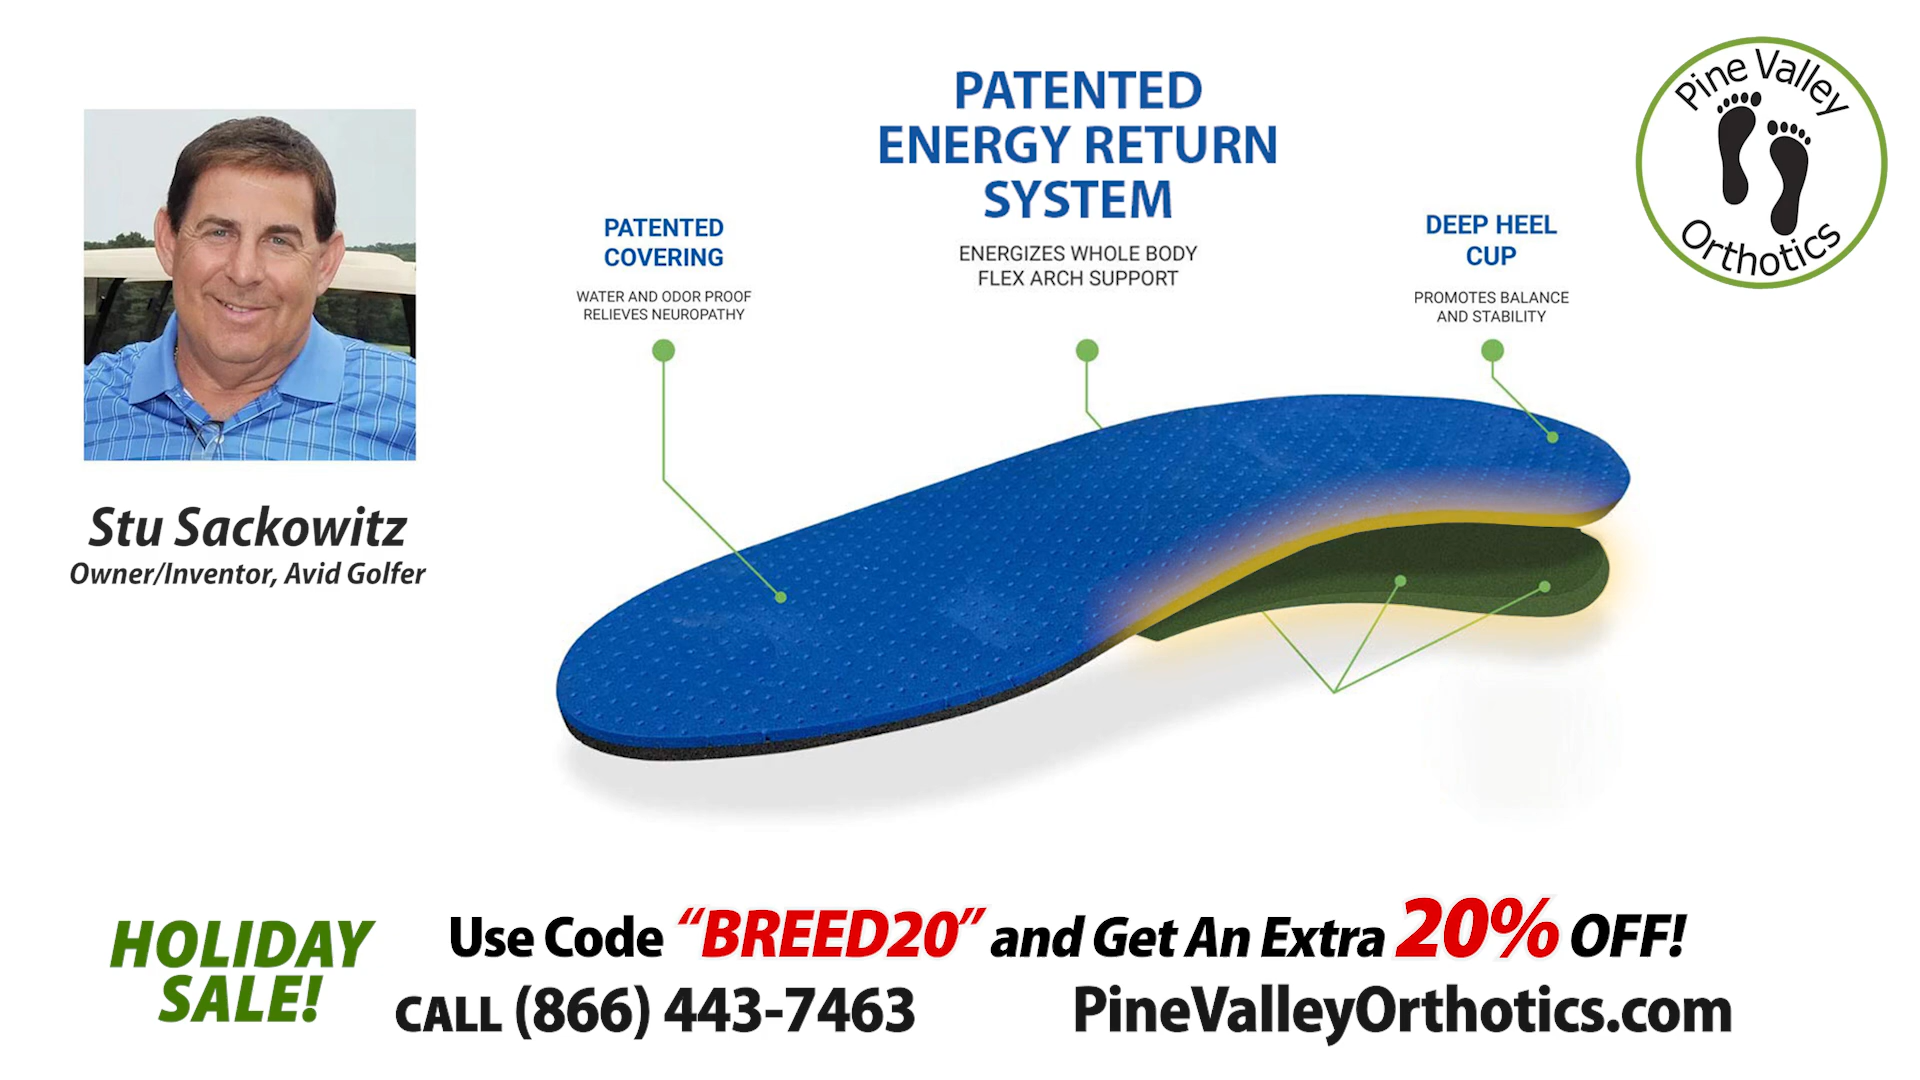 PATENTED
ENERGY RETURN
SYSTEM
ENERGIZES WHOLE BODY
FLEX ARCH SUPPORT
PATENTED
COVERING
WATER AND ODOR PROOF
RELIEVES NEUROPATHY
DEEP HEEL
CUP
PROMOTES BALANCE
AND STABILITY
Pine Valley
Orthotics
Stu Sackowitz
Owner/Inventor, Avid Golfer
HOLIDAY
SALE!
Use Code “BREED20” and Get An Extra 20% OFF!
CALL (866) 443-7463
PineValleyOrthotics.com